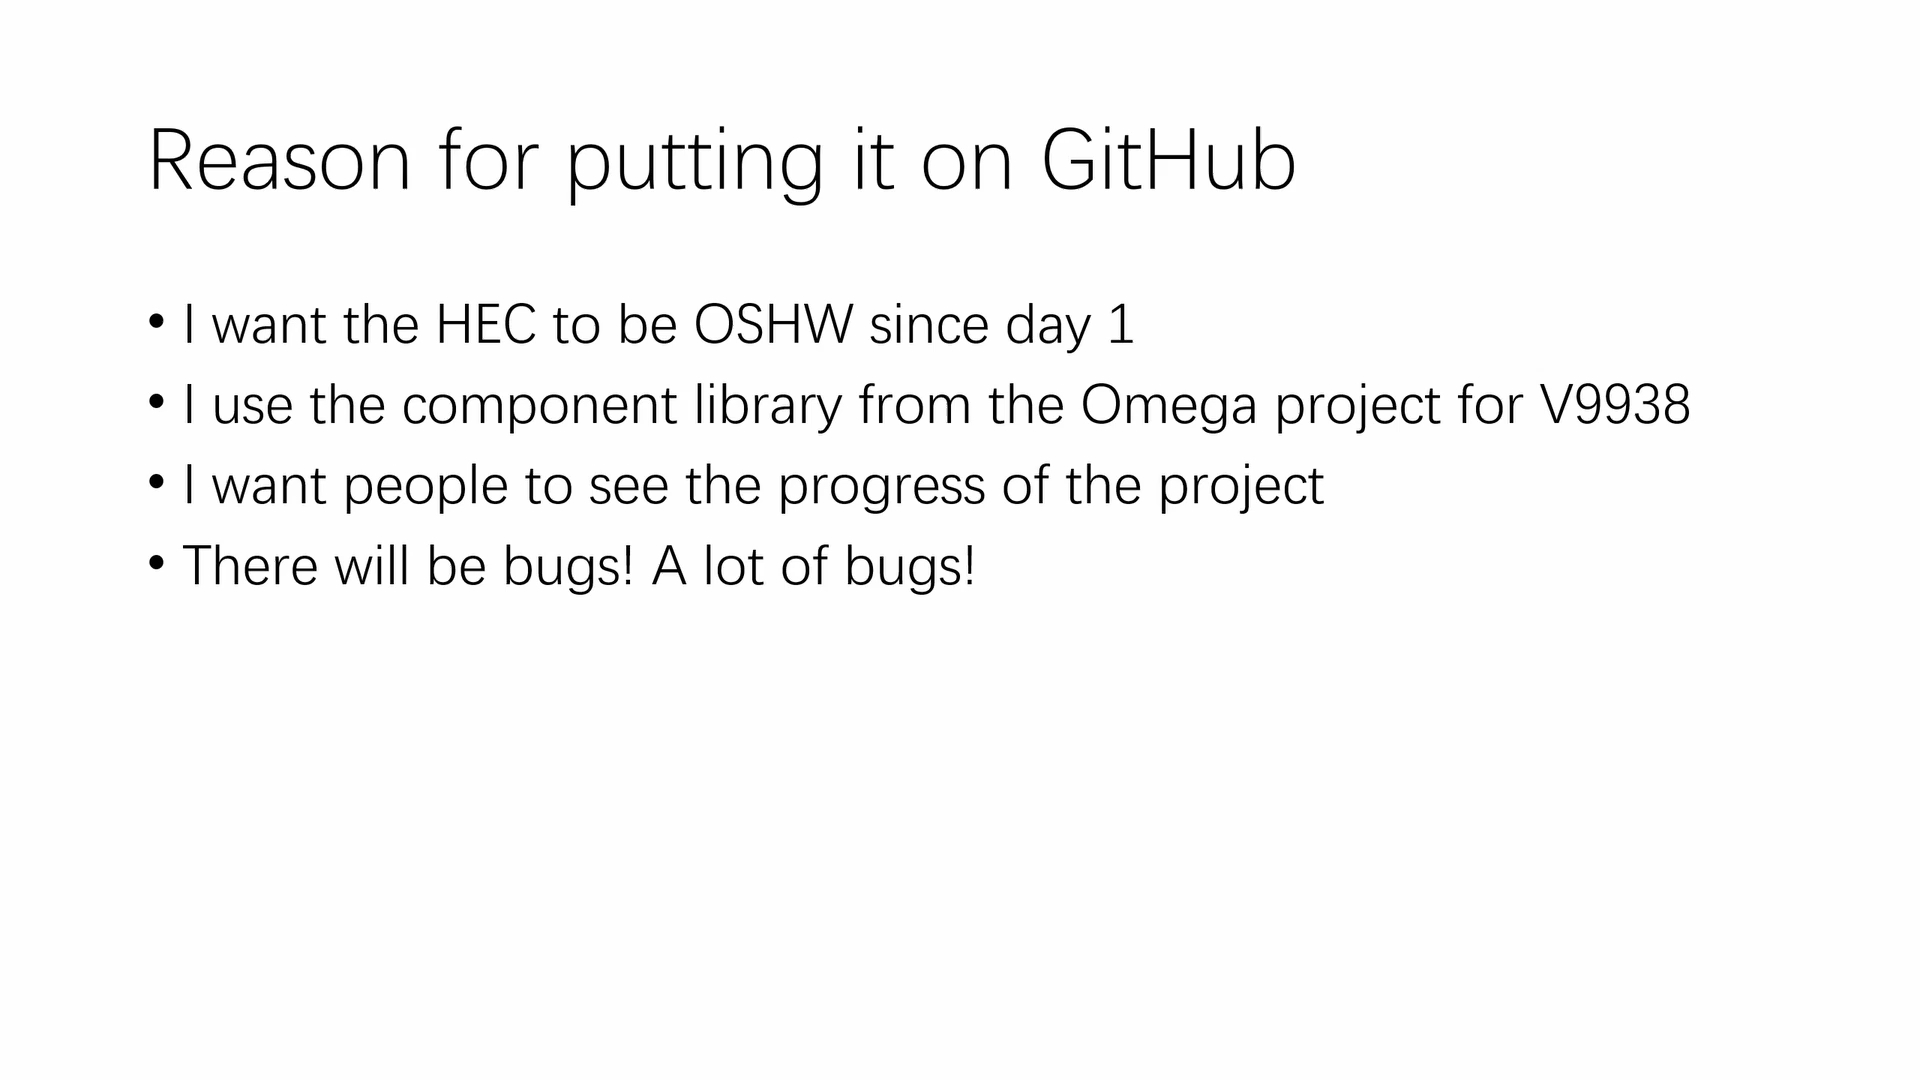 Reason for putting it on GitHub
• I want the HEC to be OSHW since day 1
• I use the component library from the Omega project for V9938
• I want people to see the progress of the project
• There will be bugs! A lot of bugs!